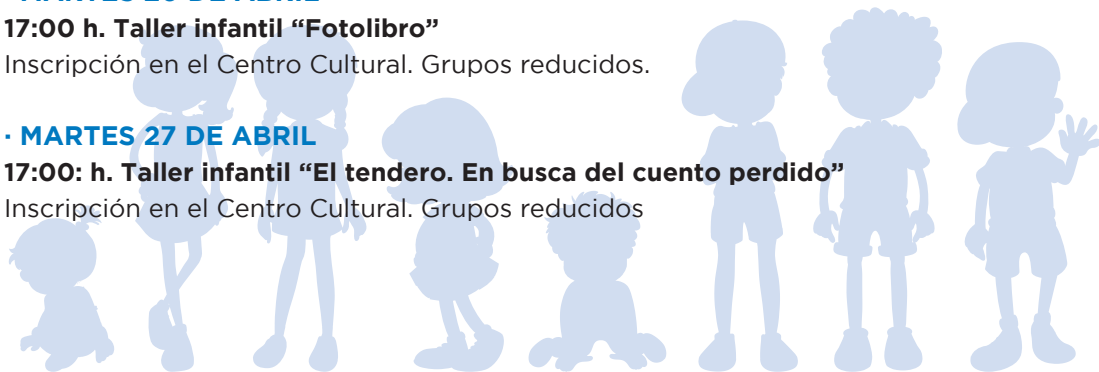 17:00 h. Taller infantil “Fotolibro”
Inscripción en el Centro Cultural. Grupos reducidos.
· MARTES 27 DE ABRIL
17:00: h. Taller infantil “El tendero. En busca del cuento perdido”
Inscripción en el Centro Cultural. Grupos reducidos